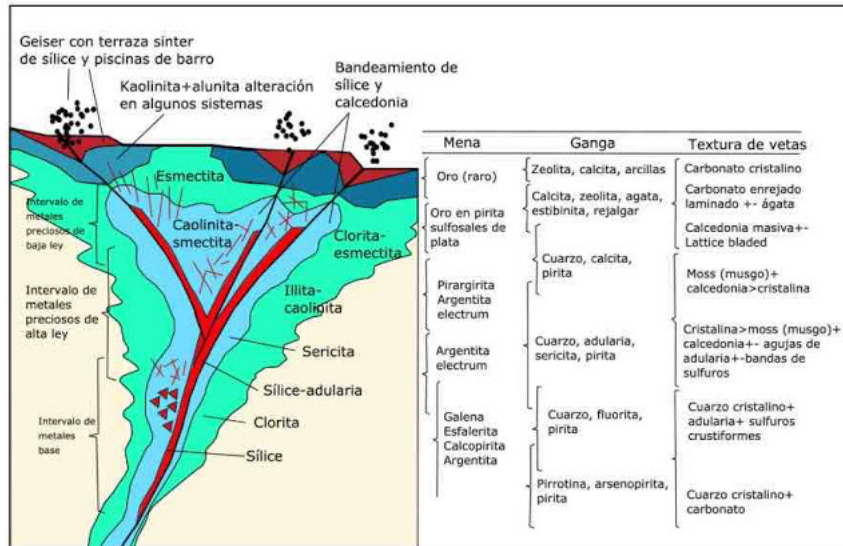 Geiser con terraza sinter
de sílice y piscinas de barro
Kaolinita+alunita alteración
en algunos sistemas
Bandeamiento de
sílice y
calcedonia
Esmectita
Intervalo de
metales
preciosos de
baja ley
Caolinita-
smectita
Clorita-
esmectita
Intervalo de
metales
preciosos de
alta ley
Illita-
caolinita
Sericita
Sílice-adularia
Clorita
Intervalo de
metales
base
Sílice
Mena
Oro (raro)
Oro en pirita
sulfosales de
plata
Pirargirita
Argentita
electrum
Argentita
electrum
Galena
Esfalerita
Calcopirita
Argentita
Ganga
Zeolita, calcita, arcillas
Calcita, zeolita, agata,
estibinita, rejalgar
Cuarzo, calcita,
pirita
Cuarzo, adularia,
sericita, pirita
Cuarzo, fluorita,
pirita
Pirrotina, arsenopirita,
pirita
Textura de vetas
Carbonato cristalino
Carbonato enrejado
laminado +- ágata
Calcedonia masiva+-
Lattice bladed
Moss (musgo)+
calcedonia>cristalina
Cristalina>moss (musgo)+
calcedonia+- agujas de
adularia+-bandas de
sulfuros
Cuarzo cristalino+
adularia+ sulfuros
crustiformes
Cuarzo cristalino+
carbonato